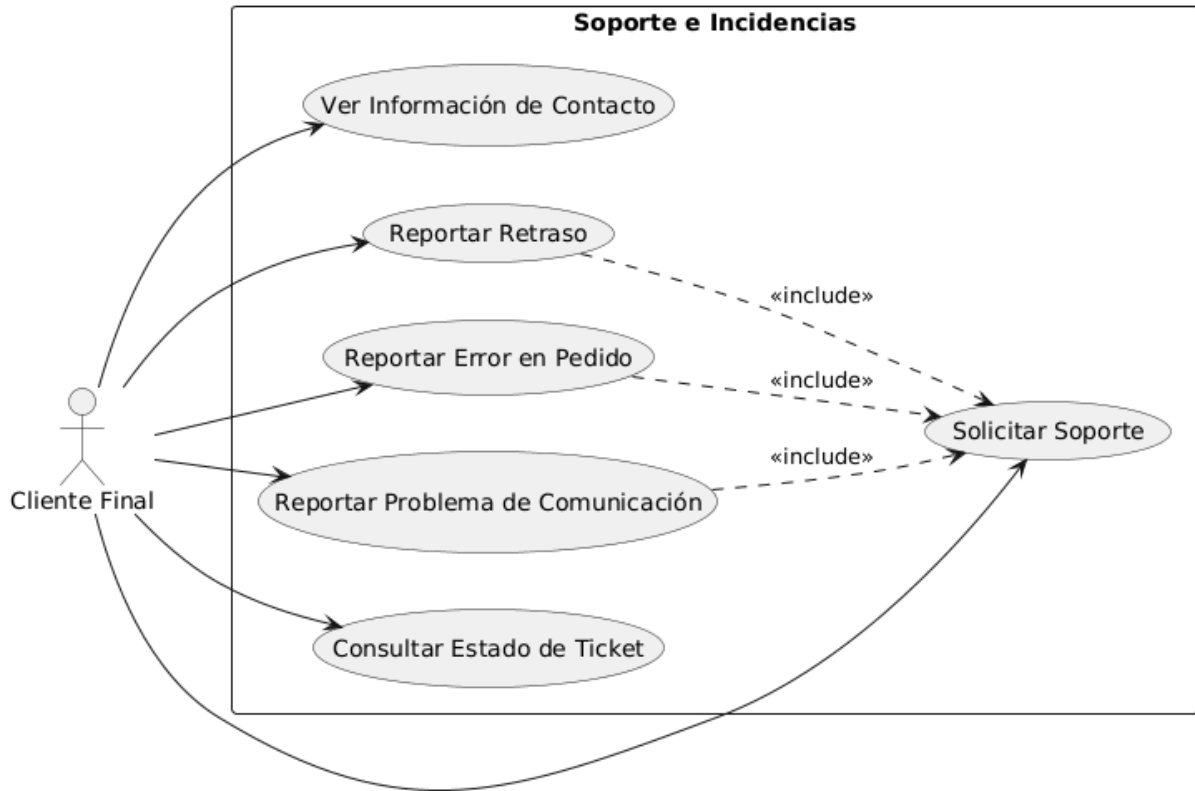 Soporte e Incidencias
Ver Información de Contacto
Reportar Retraso
«include»
Reportar Error en Pedido
«include»
Solicitar Soporte
«include»
Reportar Problema de Comunicación
Cliente Final
Consultar Estado de Ticket